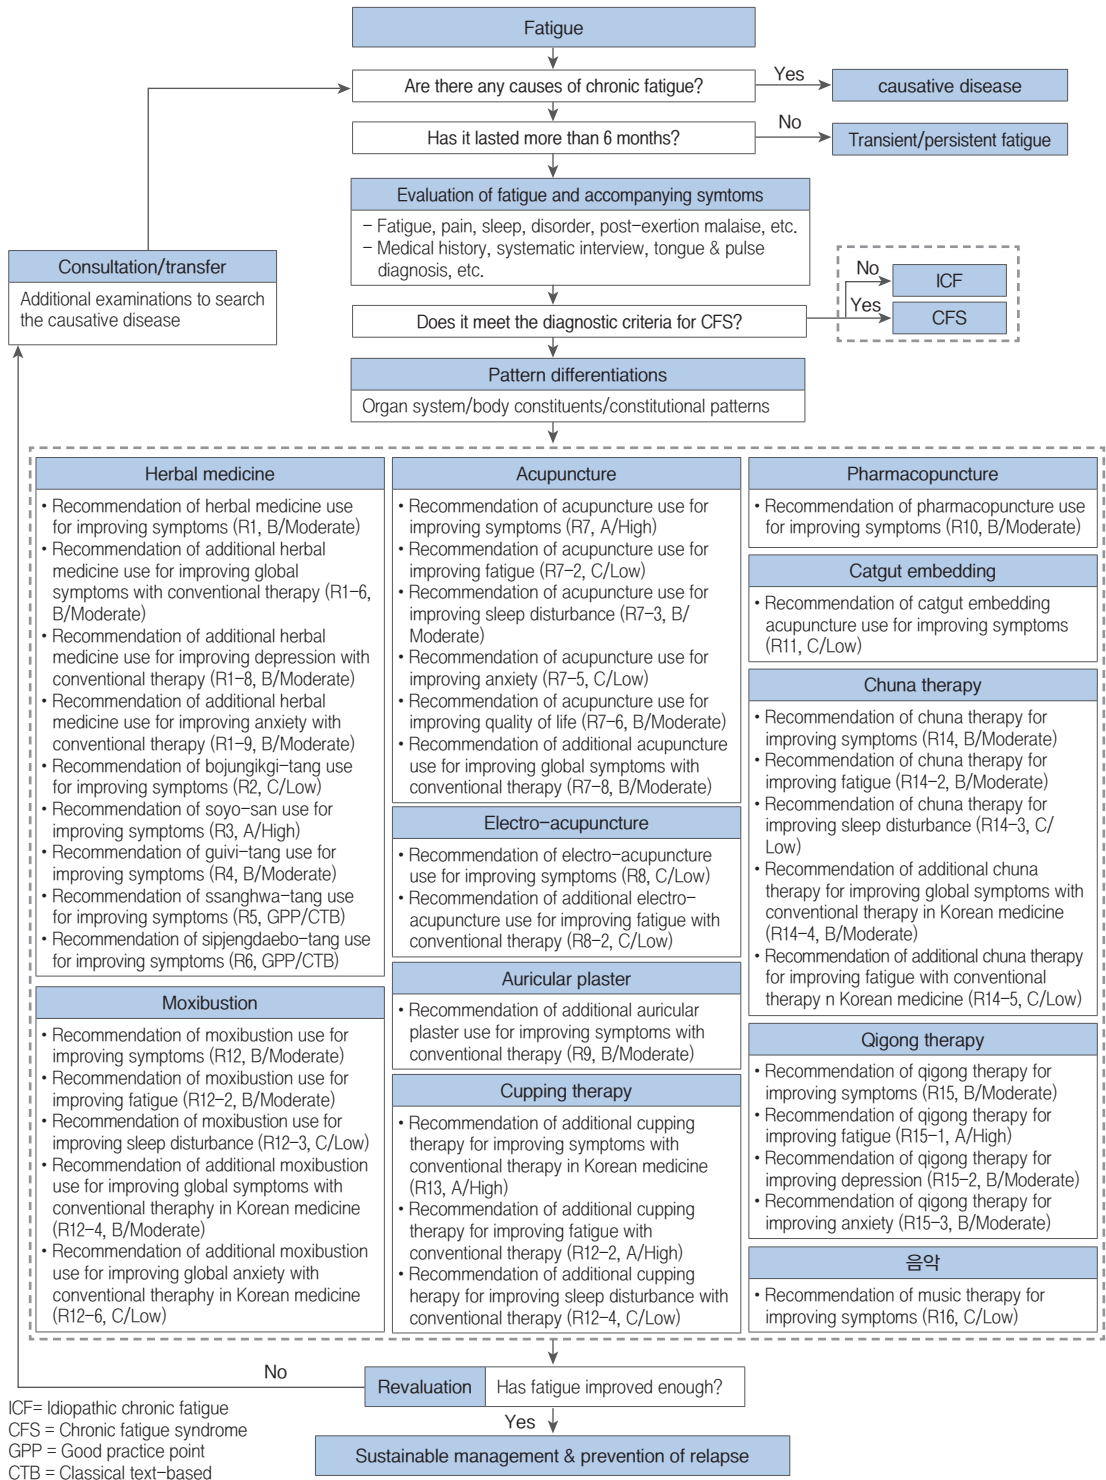 Fatigue
Are there any causes of chronic fatigue?
Yes
causative disease
Has it lasted more than 6 months?
No
Transient/persistent fatigue
Evaluation of fatigue and accompanying symtoms
– Fatigue, pain, sleep, disorder, post-exertion malaise, etc.
– Medical history, systematic interview, tongue & pulse
diagnosis, etc.
Consultation/transfer
Additional examinations to search
the causative disease
Does it meet the diagnostic criteria for CFS?
No
ICF
Yes
CFS
Pattern differentiations
Organ system/body constituents/constitutional patterns
Herbal medicine
• Recommendation of herbal medicine use
for improving symptoms (R1, B/Moderate)
• Recommendation of additional herbal
medicine use for improving global
symptoms with conventional therapy (R1-6,
B/Moderate)
• Recommendation of additional herbal
medicine use for improving depression with
conventional therapy (R1-8, B/Moderate)
• Recommendation of additional herbal
medicine use for improving anxiety with
conventional therapy (R1-9, B/Moderate)
• Recommendation of bojungikgi-tang use
for improving symptoms (R2, C/Low)
• Recommendation of soyo-san use for
improving symptoms (R3, A/High)
• Recommendation of guivi-tang use for
improving symptoms (R4, B/Moderate)
• Recommendation of ssanghwa-tang use
for improving symptoms (R5, GPP/CTB)
• Recommendation of sipjengdaebo-tang use
for improving symptoms (R6, GPP/CTB)
Moxibustion
• Recommendation of moxibustion use for
improving symptoms (R12, B/Moderate)
• Recommendation of moxibustion use for
improving fatigue (R12-2, B/Moderate)
• Recommendation of moxibustion use for
improving sleep disturbance (R12-3, C/Low)
• Recommendation of additional moxibustion
use for improving global symptoms with
conventional theraphy in Korean medicine
(R12-4, B/Moderate)
• Recommendation of additional moxibustion
use for improving global anxiety with
conventional theraphy in Korean medicine
(R12-6, C/Low)
Acupuncture
• Recommendation of acupuncture use for
improving symptoms (R7, A/High)
• Recommendation of acupuncture use for
improving fatigue (R7-2, C/Low)
• Recommendation of acupuncture use for
improving sleep disturbance (R7-3, B/
Moderate)
• Recommendation of acupuncture use for
improving anxiety (R7-5, C/Low)
• Recommendation of acupuncture use for
improving quality of life (R7-6, B/Moderate)
• Recommendation of additional acupuncture
use for improving global symptoms with
conventional therapy (R7-8, B/Moderate)
Electro-acupuncture
• Recommendation of electro-acupuncture
use for improving symptoms (R8, C/Low)
• Recommendation of additional electro-
acupuncture use for improving fatigue with
conventional therapy (R8-2, C/Low)
Auricular plaster
• Recommendation of additional auricular
plaster use for improving symptoms with
conventional therapy (R9, B/Moderate)
Cupping therapy
• Recommendation of additional cupping
therapy for improving symptoms with
conventional therapy in Korean medicine
(R13, A/High)
• Recommendation of additional cupping
therapy for improving fatigue with
conventional therapy (R12-2, A/High)
• Recommendation of additional cupping
herapy for improving sleep disturbance with
conventional therapy (R12-4, C/Low)
Pharmacopuncture
• Recommendation of pharmacopuncture use
for improving symptoms (R10, B/Moderate)
Catgut embedding
• Recommendation of catgut embedding
acupuncture use for improving symptoms
(R11, C/Low)
Chuna therapy
• Recommendation of chuna therapy for
improving symptoms (R14, B/Moderate)
• Recommendation of chuna therapy for
improving fatigue (R14-2, B/Moderate)
• Recommendation of chuna therapy for
improving sleep disturbance (R14-3, C/
Low)
• Recommendation of additional chuna
therapy for improving global symptoms with
conventional therapy in Korean medicine
(R14-4, B/Moderate)
• Recommendation of additional chuna therapy
for improving fatigue with conventional
therapy n Korean medicine (R14-5, C/Low)
Qigong therapy
• Recommendation of qigong therapy for
improving symptoms (R15, B/Moderate)
• Recommendation of qigong therapy for
improving fatigue (R15-1, A/High)
• Recommendation of qigong therapy for
improving depression (R15-2, B/Moderate)
• Recommendation of qigong therapy for
improving anxiety (R15-3, B/Moderate)
음악
• Recommendation of music therapy for
improving symptoms (R16, C/Low)
No
Revaluation
Has fatigue improved enough?
Yes
Sustainable management & prevention of relapse
ICF= Idiopathic chronic fatigue
CFS = Chronic fatigue syndrome
GPP = Good practice point
CTB = Classical text-based